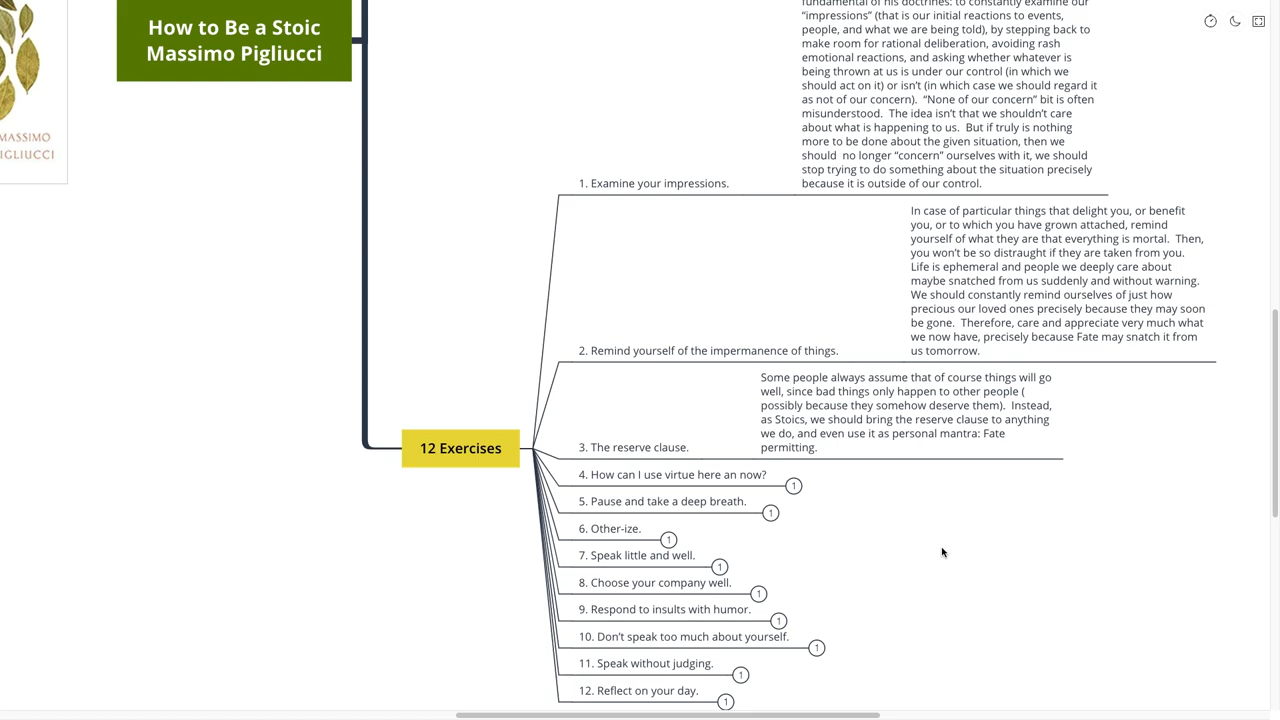 How to Be a Stoic
Massimo Pigliucci
MASSIMO
PIGLIUCCI
fundamental of his doctrines: to constantly examine our
“impressions” (that is our initial reactions to events,
people, and what we are being told), by stepping back to
make room for rational deliberation, avoiding rash
emotional reactions, and asking whether whatever is
being thrown at us is under our control (in which we
should act on it) or isn’t (in which case we should regard it
as not of our concern).  “None of our concern” bit is often
misunderstood.  The idea isn’t that we shouldn’t care
about what is happening to us.  But if truly is nothing
more to be done about the given situation, then we
should  no longer “concern” ourselves with it, we should
stop trying to do something about the situation precisely
because it is outside of our control.
1. Examine your impressions.
In case of particular things that delight you, or benefit
you, or to which you have grown attached, remind
yourself of what they are that everything is mortal.  Then,
you won’t be so distraught if they are taken from you.
Life is ephemeral and people we deeply care about
maybe snatched from us suddenly and without warning.
We should constantly remind ourselves of just how
precious our loved ones precisely because they may soon
be gone.  Therefore, care and appreciate very much what
we now have, precisely because Fate may snatch it from
us tomorrow.
2. Remind yourself of the impermanence of things.
Some people always assume that of course things will go
well, since bad things only happen to other people (
possibly because they somehow deserve them).  Instead,
as Stoics, we should bring the reserve clause to anything
we do, and even use it as personal mantra: Fate
permitting.
3. The reserve clause.
12 Exercises
4. How can I use virtue here an now?
1
5. Pause and take a deep breath.
1
6. Other-ize.
1
7. Speak little and well.
1
8. Choose your company well.
1
9. Respond to insults with humor.
1
10. Don’t speak too much about yourself.
1
11. Speak without judging.
1
12. Reflect on your day.
1